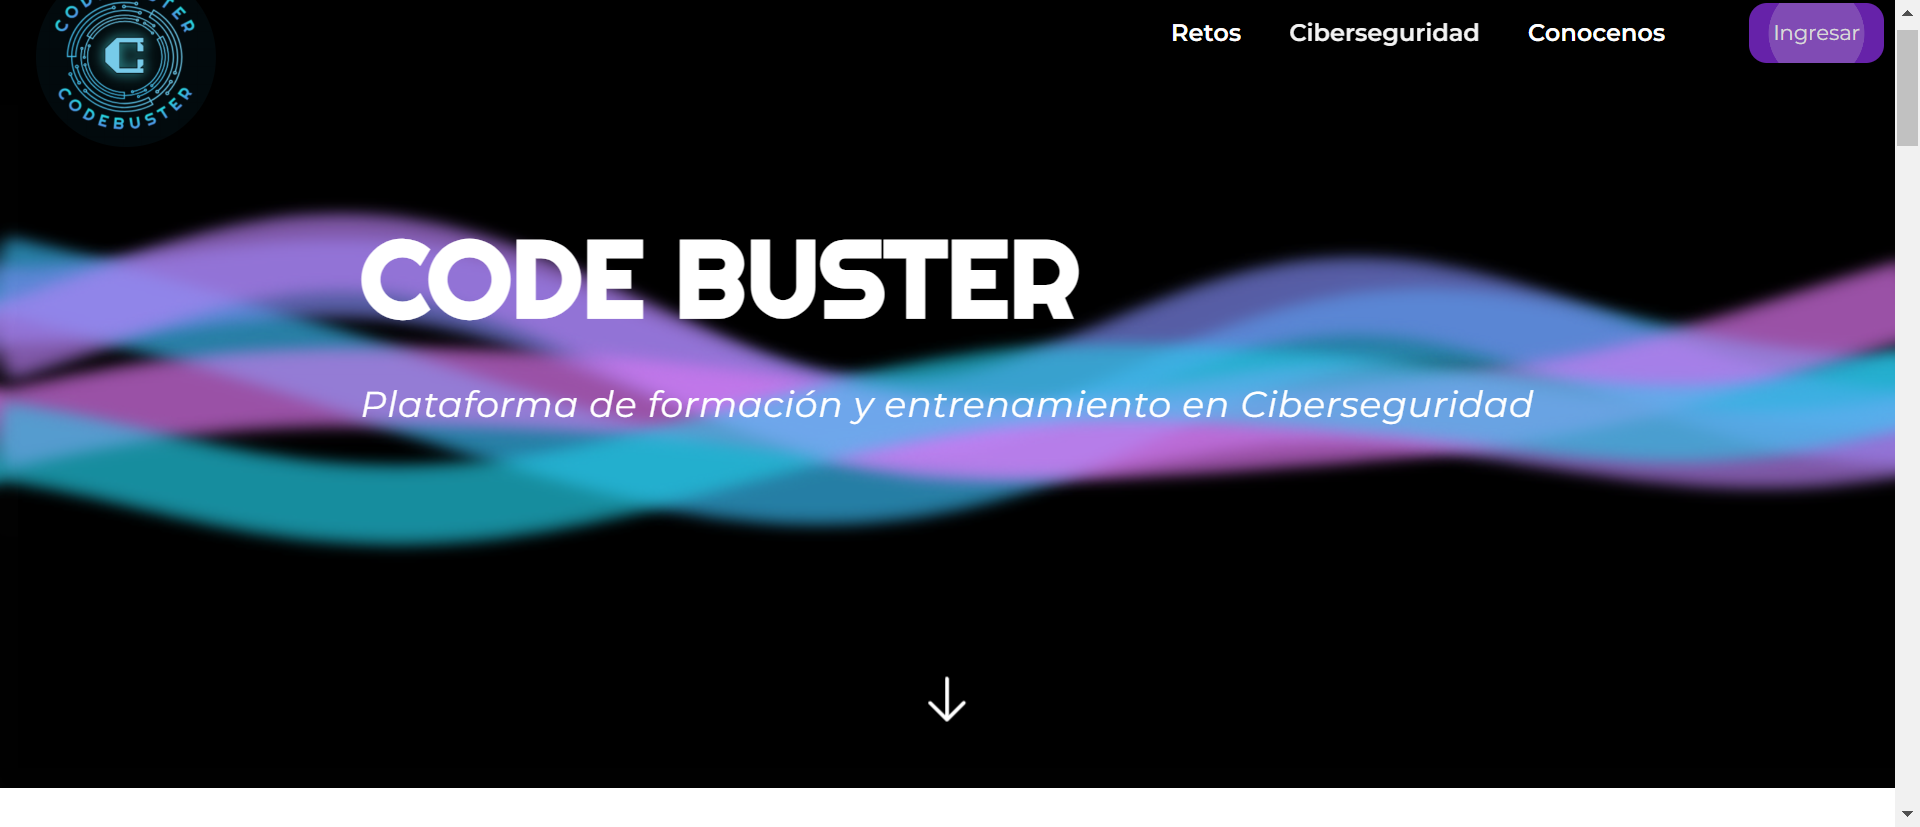 CODEBUSTER
CODEBUSTER
Retos Ciberseguridad Conocenos Ingresar
CODE BUSTER
Plataforma de formación y entrenamiento en Ciberseguridad